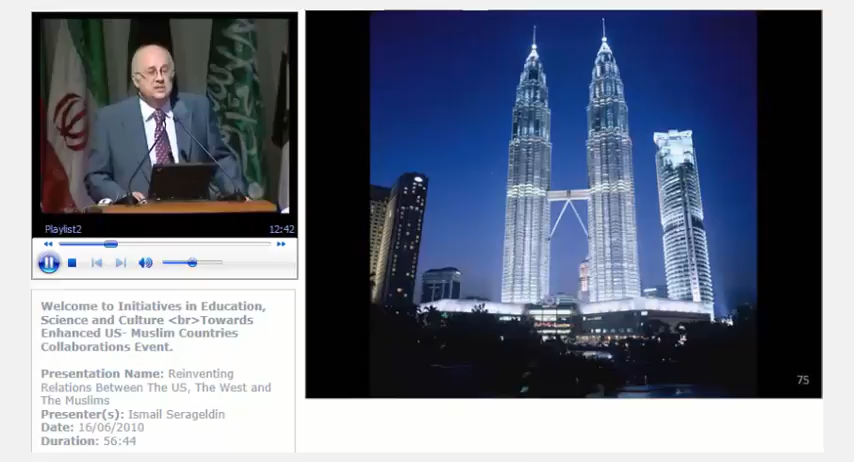 Playlist2 12:42
Welcome to Initiatives in Education,
Science and Culture <br>Towards
Enhanced US- Muslim Countries
Collaborations Event.
Presentation Name: Reinventing
Relations Between The US, The West and
The Muslims
Presenter(s): Ismail Serageldin
Date: 16/06/2010
Duration: 56:44
75